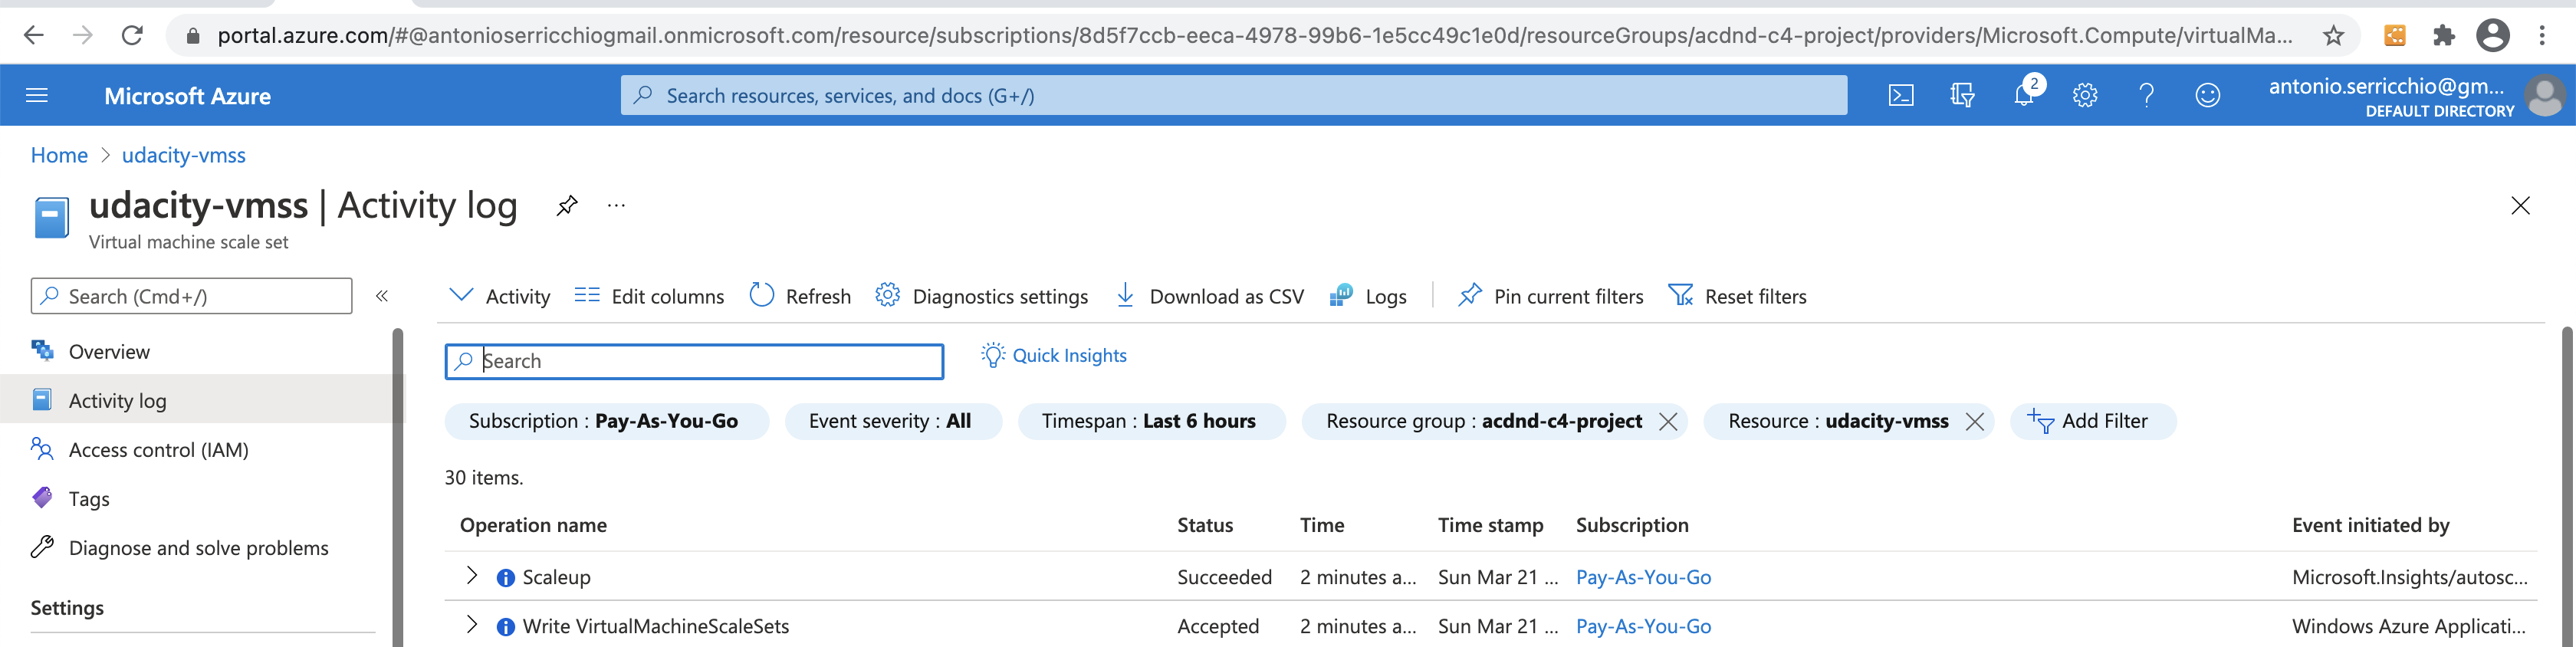 portal.azure.com/#@antonioserricchiogmail.onmicrosoft.com/resource/subscriptions/8d5f7ccb-eeca-4978-99b6-1e5cc49c1e0d/resourceGroups/acdnd-c4-project/providers/Microsoft.Compute/virtualMa...
Microsoft Azure
Search resources, services, and docs (G+/)
2
antonio.serricchio@gm...
DEFAULT DIRECTORY
Home > udacity-vmss
udacity-vmss | Activity log ...
Virtual machine scale set
Search (Cmd+/) «
Activity Edit columns Refresh Diagnostics settings Download as CSV Logs Pin current filters Reset filters
Overview
Activity log
Access control (IAM)
Tags
Diagnose and solve problems
Settings
Search Quick Insights
Subscription : Pay-As-You-Go Event severity : All Timespan : Last 6 hours Resource group : acdnd-c4-project Resource : udacity-vmss Add Filter
30 items.
Operation name Status Time Time stamp Subscription Event initiated by
Scaleup Succeeded 2 minutes a... Sun Mar 21 ... Pay-As-You-Go Microsoft.Insights/autosc...
Write VirtualMachineScaleSets Accepted 2 minutes a... Sun Mar 21 ... Pay-As-You-Go Windows Azure Applicati...